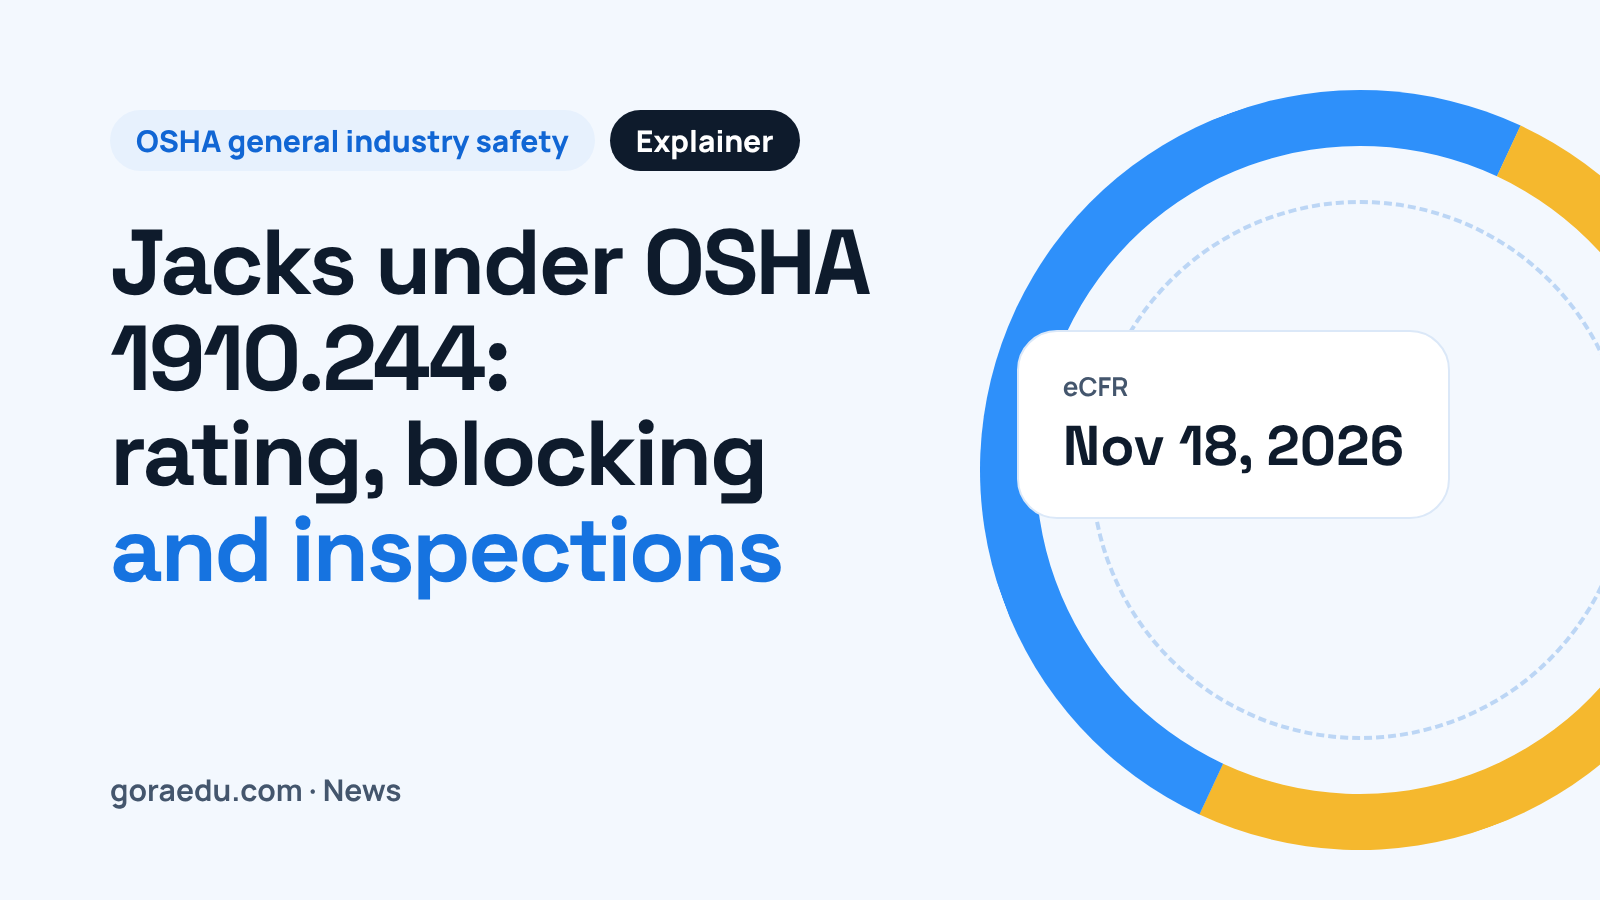 OSHA general industry safety
Explainer
Jacks under OSHA
1910.244:
rating, blocking
and inspections
eCFR
Nov 18, 2026
goraedu.com · News